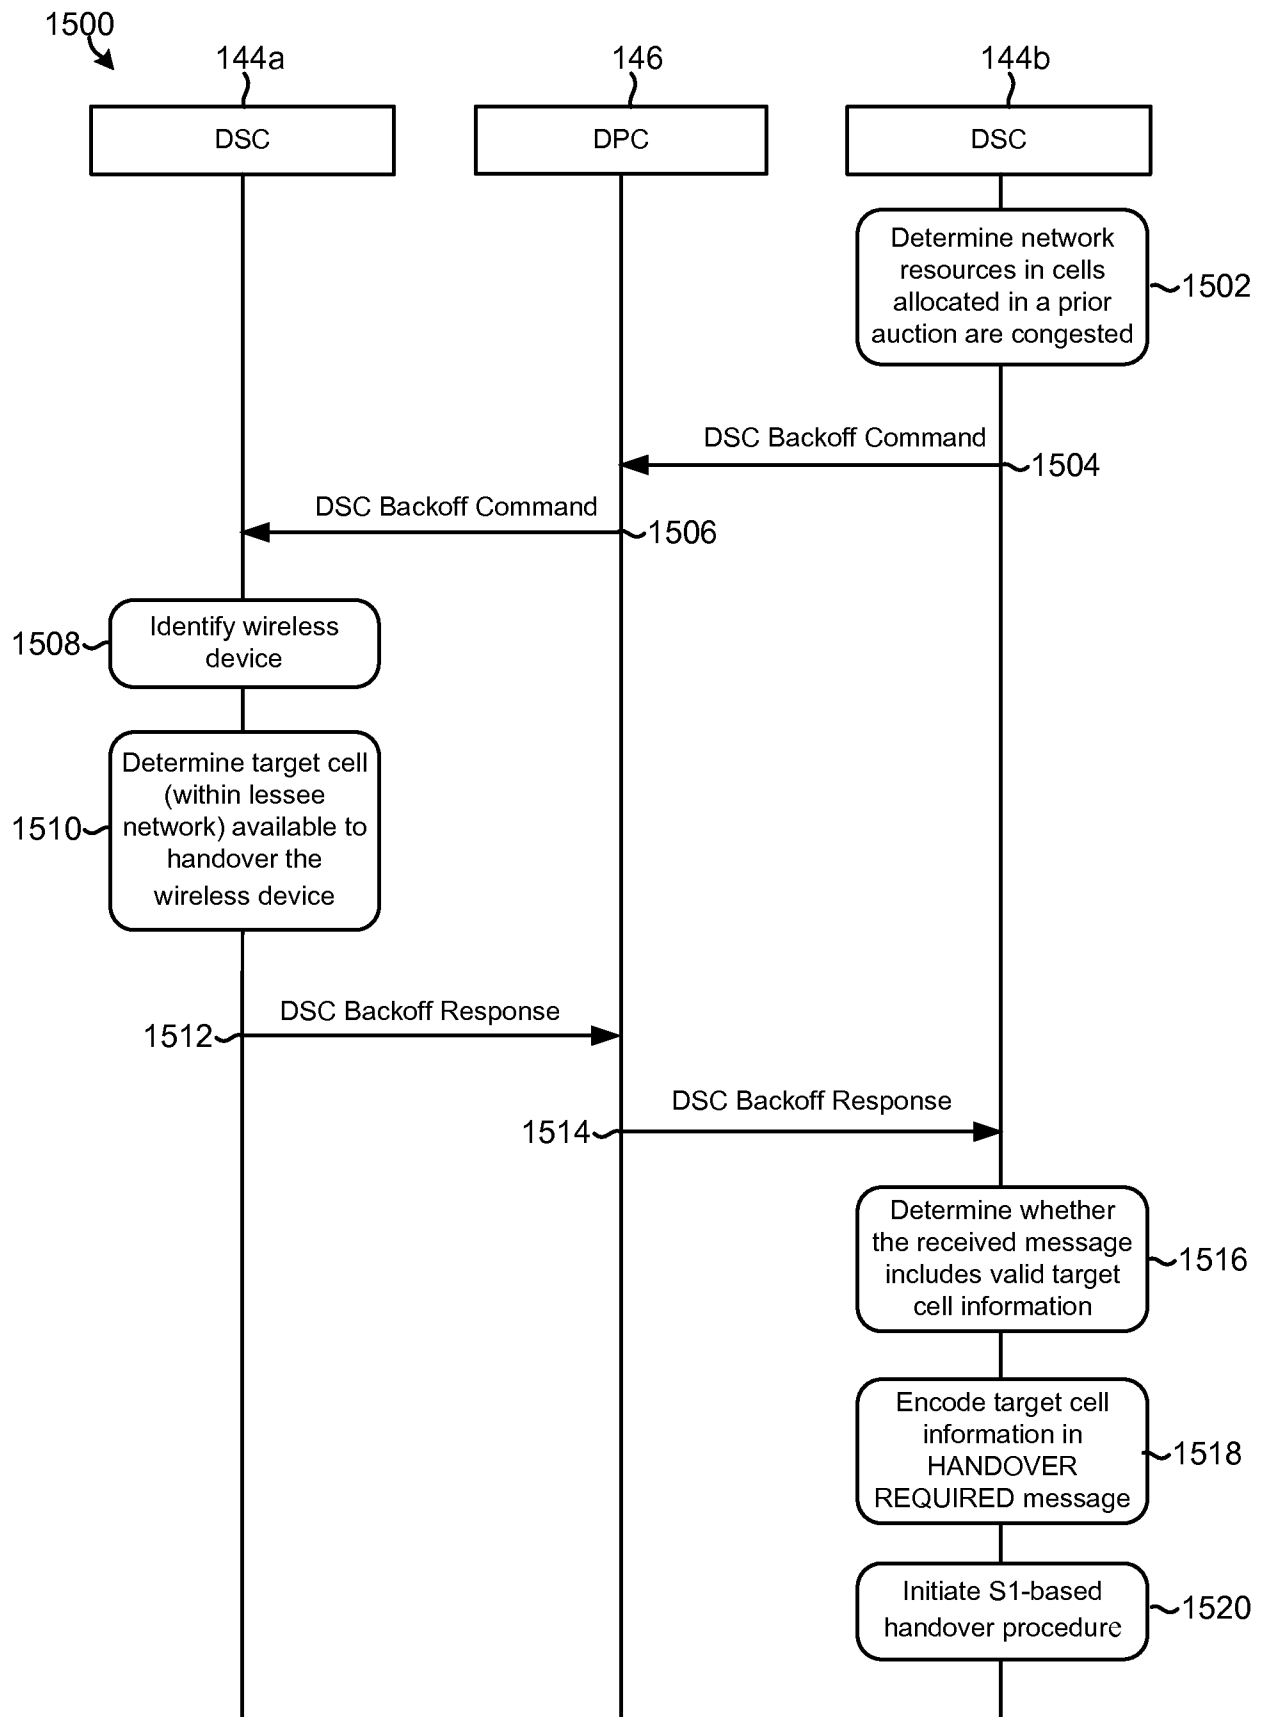 1500
144a
146
144b
DSC
DPC
DSC
Determine network
resources in cells
allocated in a prior
auction are congested
1502
DSC Backoff Command
1504
DSC Backoff Command
1506
1508
Identify wireless
device
1510
Determine target cell
(within lessee
network) available to
handover the
wireless device
DSC Backoff Response
1512
DSC Backoff Response
1514
Determine whether
the received message
includes valid target
cell information
1516
Encode target cell
information in
HANDOVER
REQUIRED message
1518
Initiate S1-based
handover procedure
1520